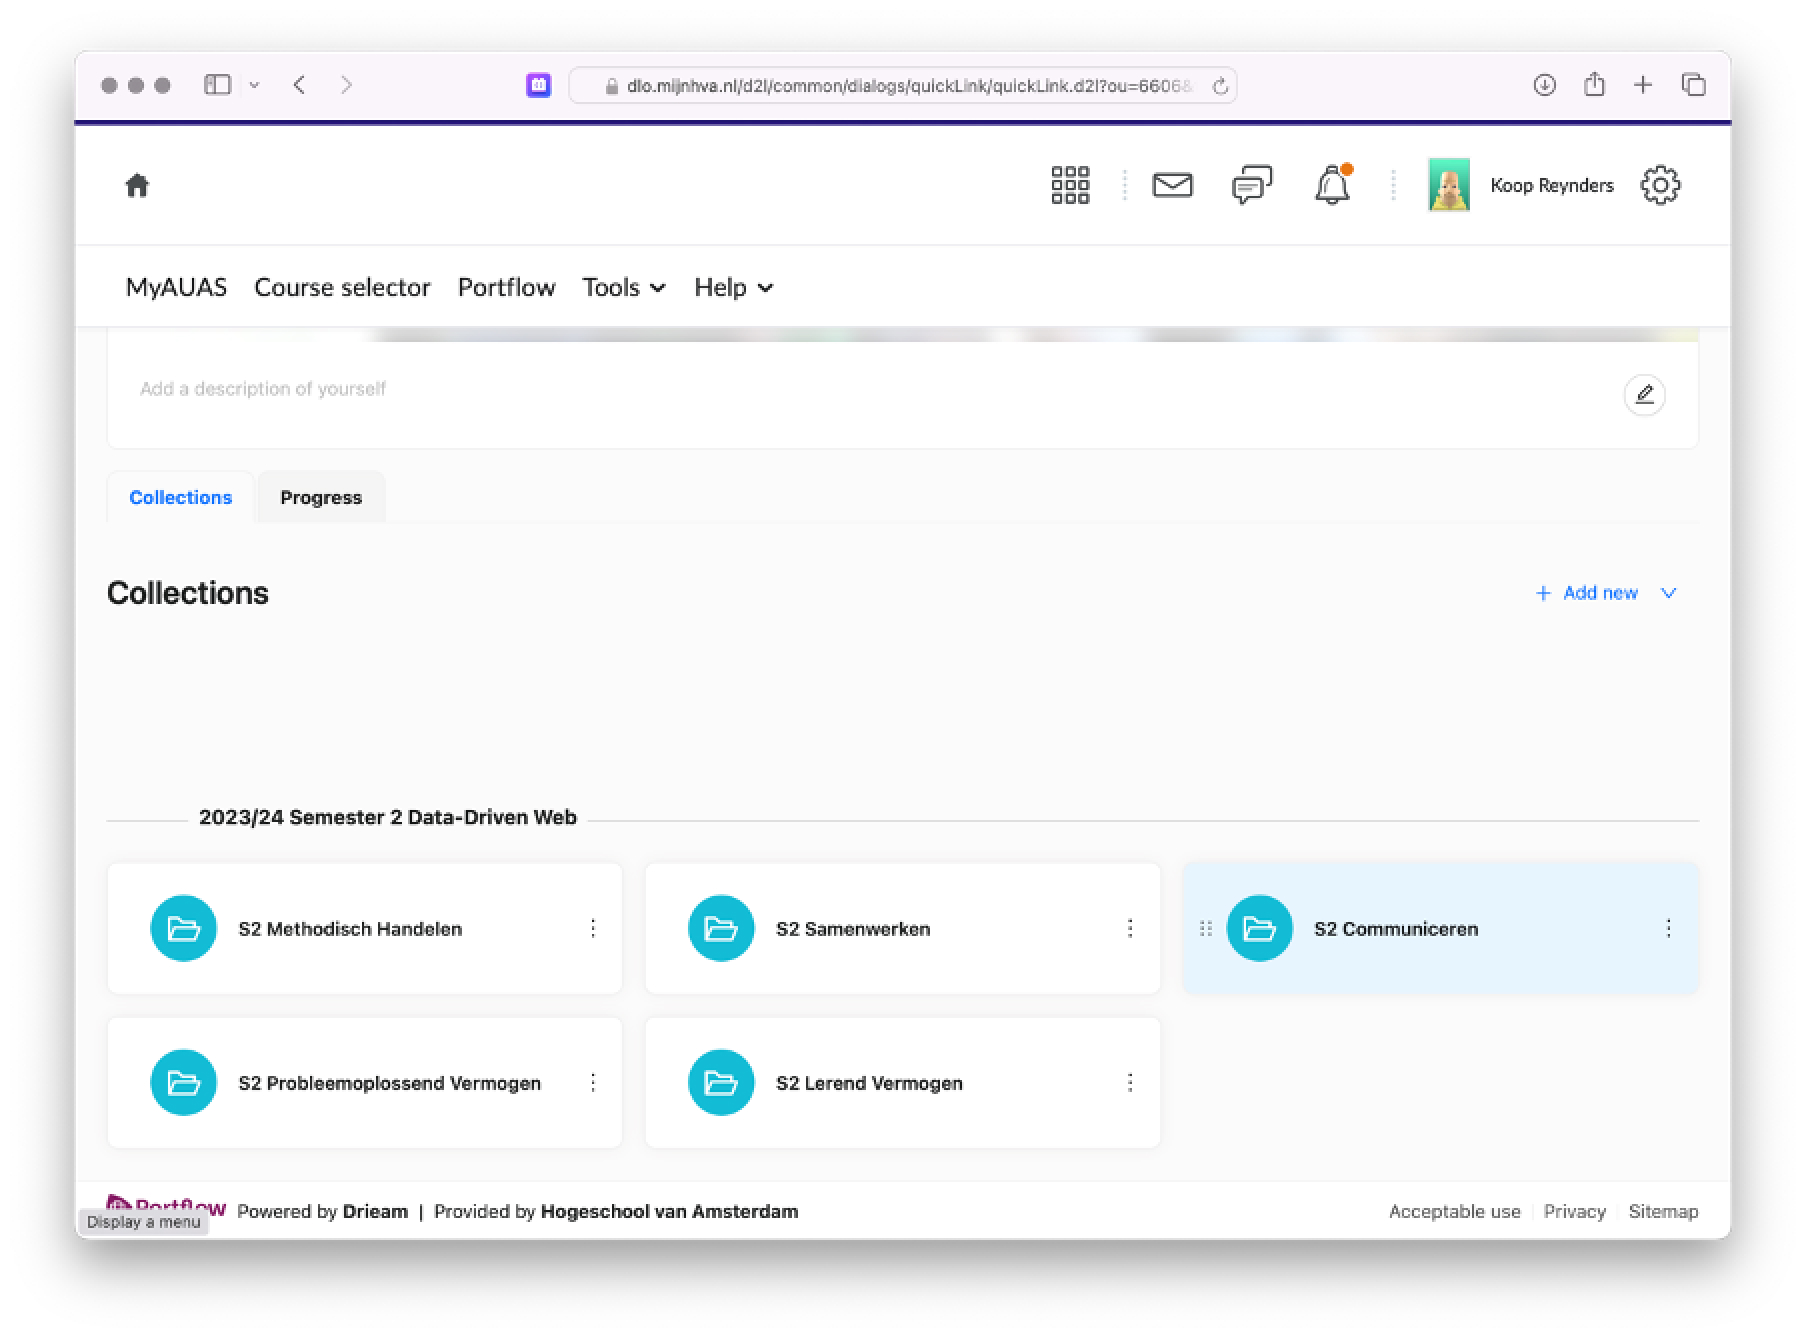 dlo.mijnhva.nl/d2l/common/dialogs/quickLink/quickLink.d2l?ou=6606&
Koop Reynders
MyAUAS Course selector Portflow Tools Help
Add a description of yourself
Collections Progress
Collections
+ Add new
2023/24 Semester 2 Data-Driven Web
S2 Methodisch Handelen
S2 Samenwerken
S2 Communiceren
S2 Probleemoplossend Vermogen
S2 Lerend Vermogen
Portflow Powered by Drieam | Provided by Hogeschool van Amsterdam
Acceptable use Privacy Sitemap
Display a menu